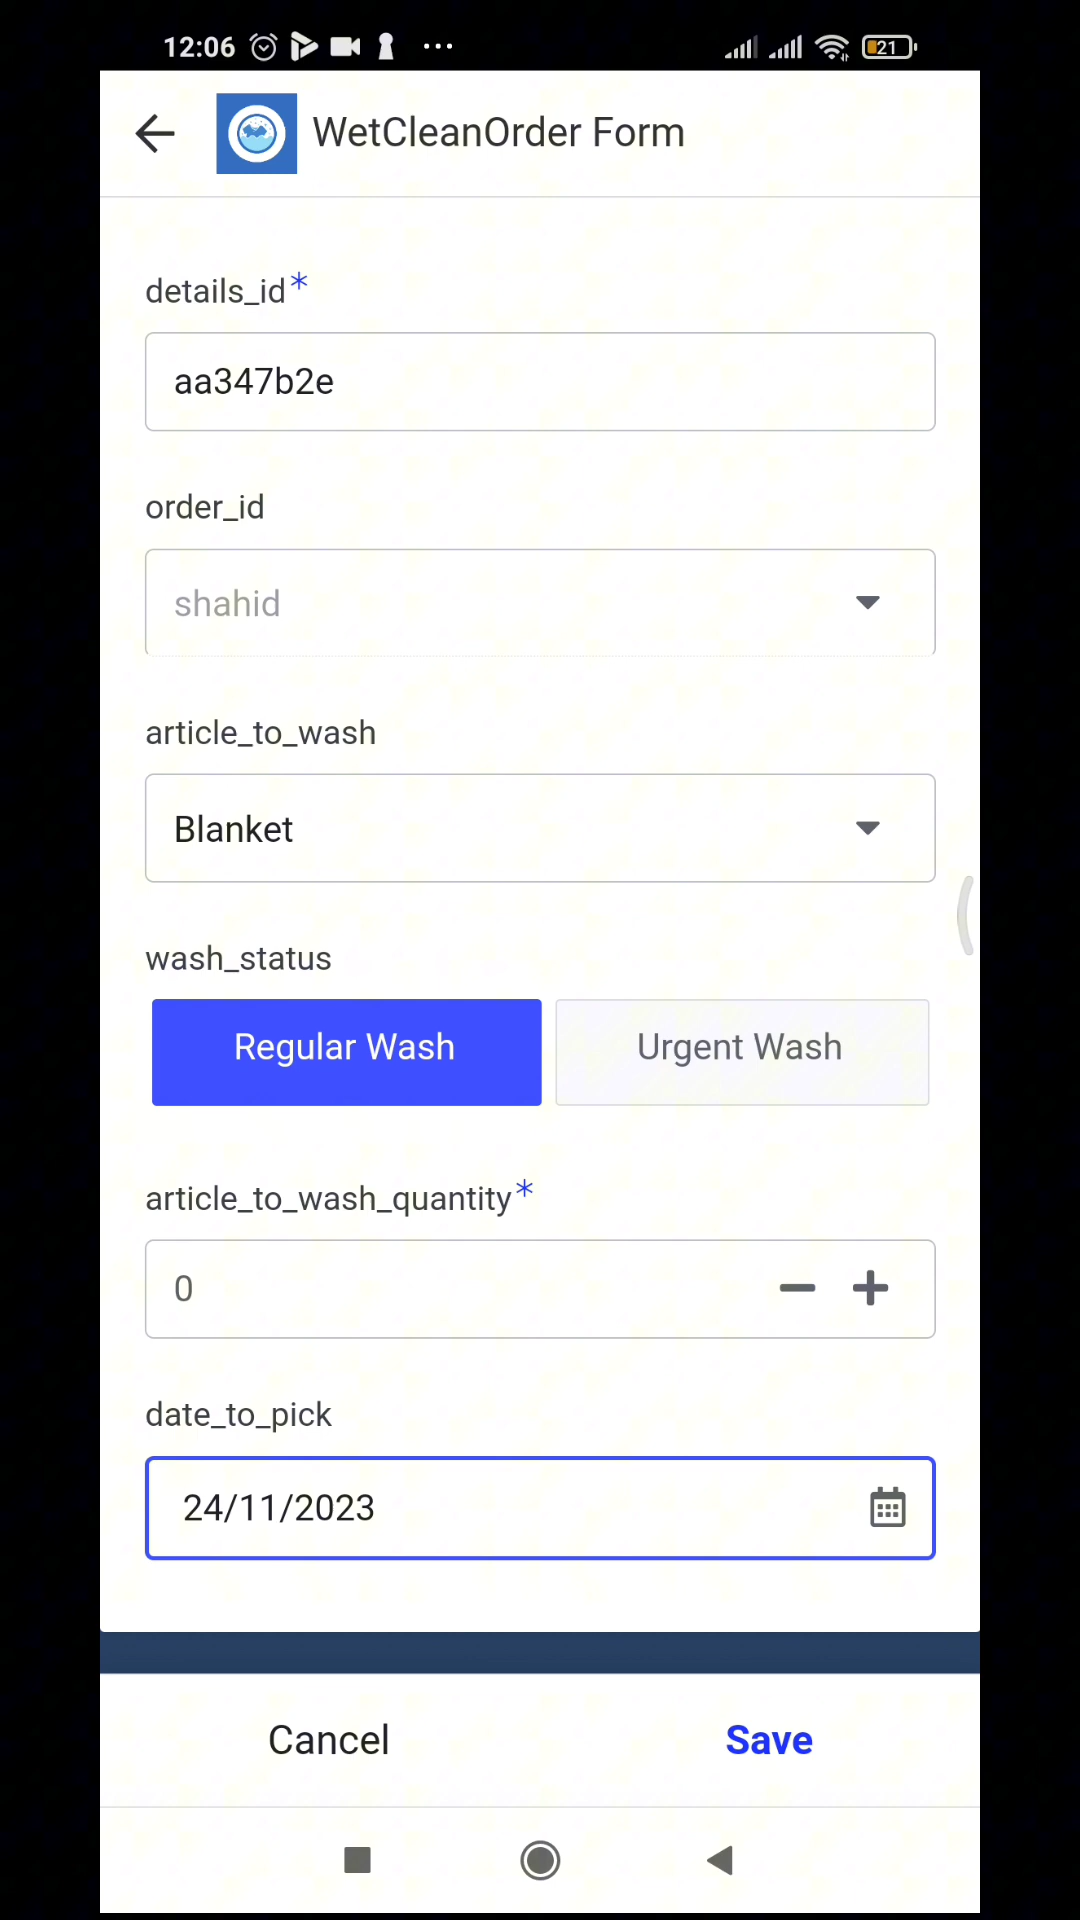 12:06 21
WetCleanOrder Form
details_id*
aa347b2e
order_id
shahid
article_to_wash
Blanket
wash_status
Regular Wash Urgent Wash
article_to_wash_quantity*
0
date_to_pick
24/11/2023
Cancel Save